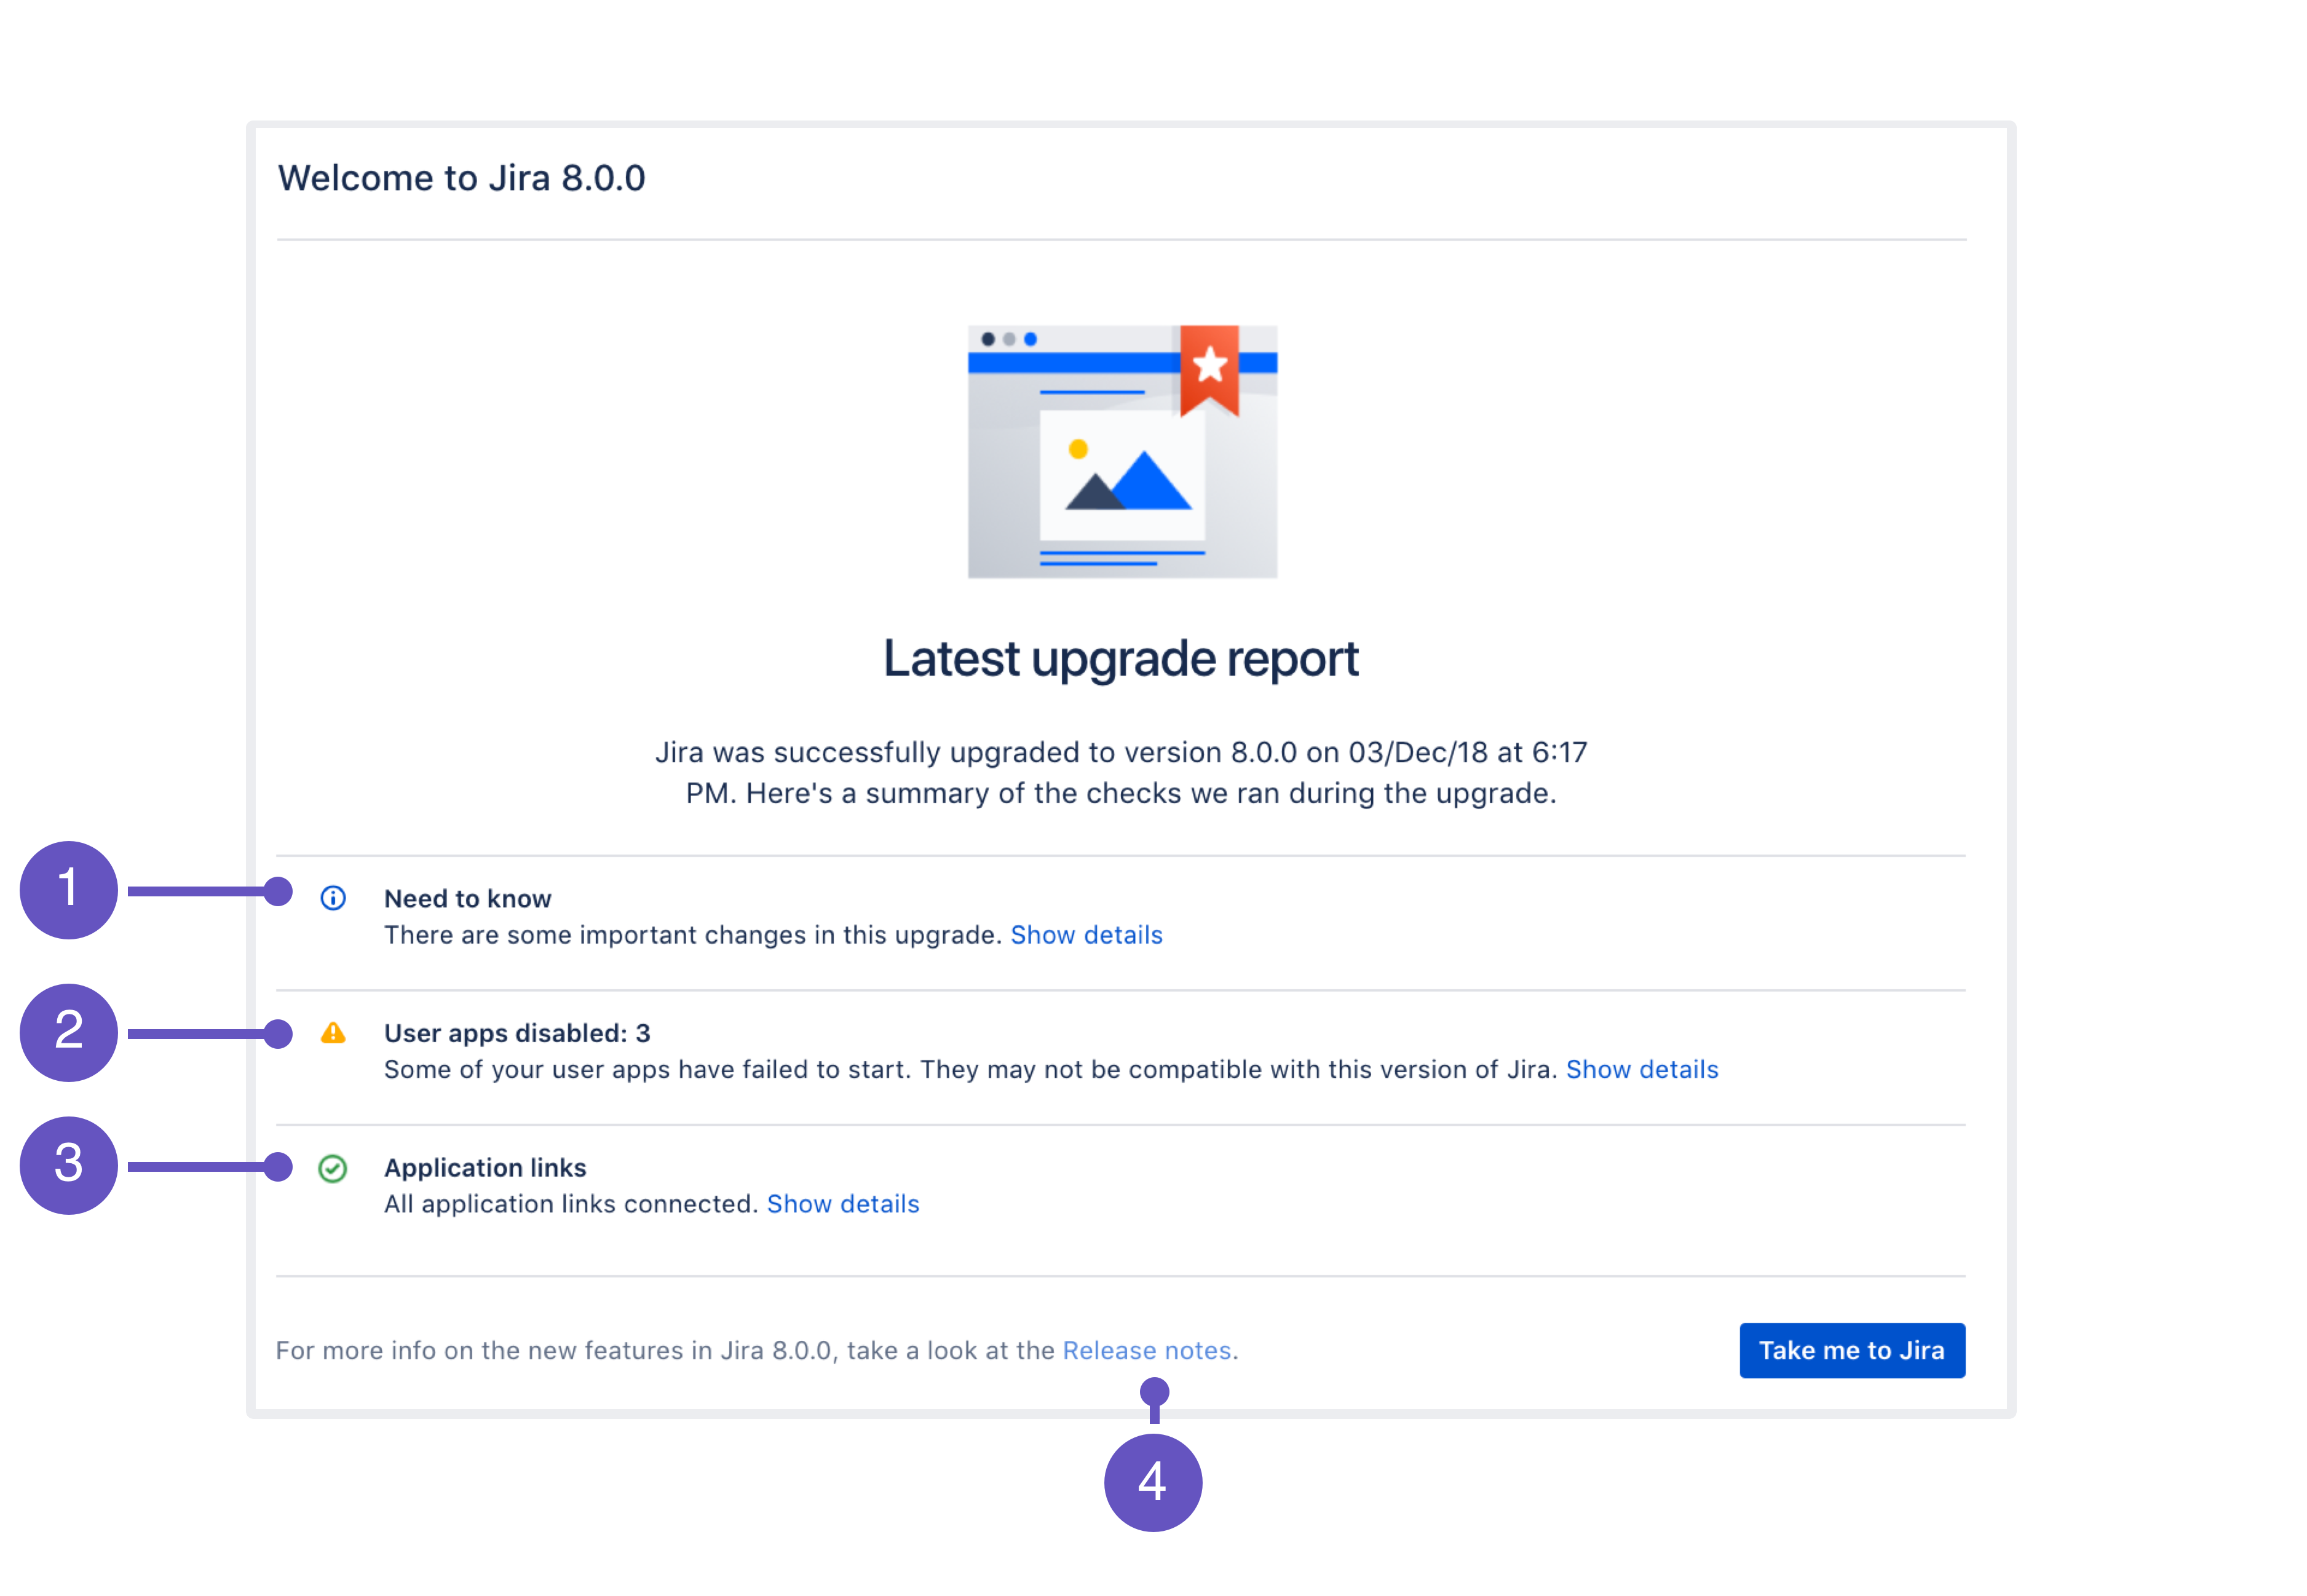 Welcome to Jira 8.0.0
Latest upgrade report
Jira was successfully upgraded to version 8.0.0 on 03/Dec/18 at 6:17
PM. Here's a summary of the checks we ran during the upgrade.
1
Need to know
There are some important changes in this upgrade. Show details
2
User apps disabled: 3
Some of your user apps have failed to start. They may not be compatible with this version of Jira. Show details
3
Application links
All application links connected. Show details
For more info on the new features in Jira 8.0.0, take a look at the Release notes.
Take me to Jira
4